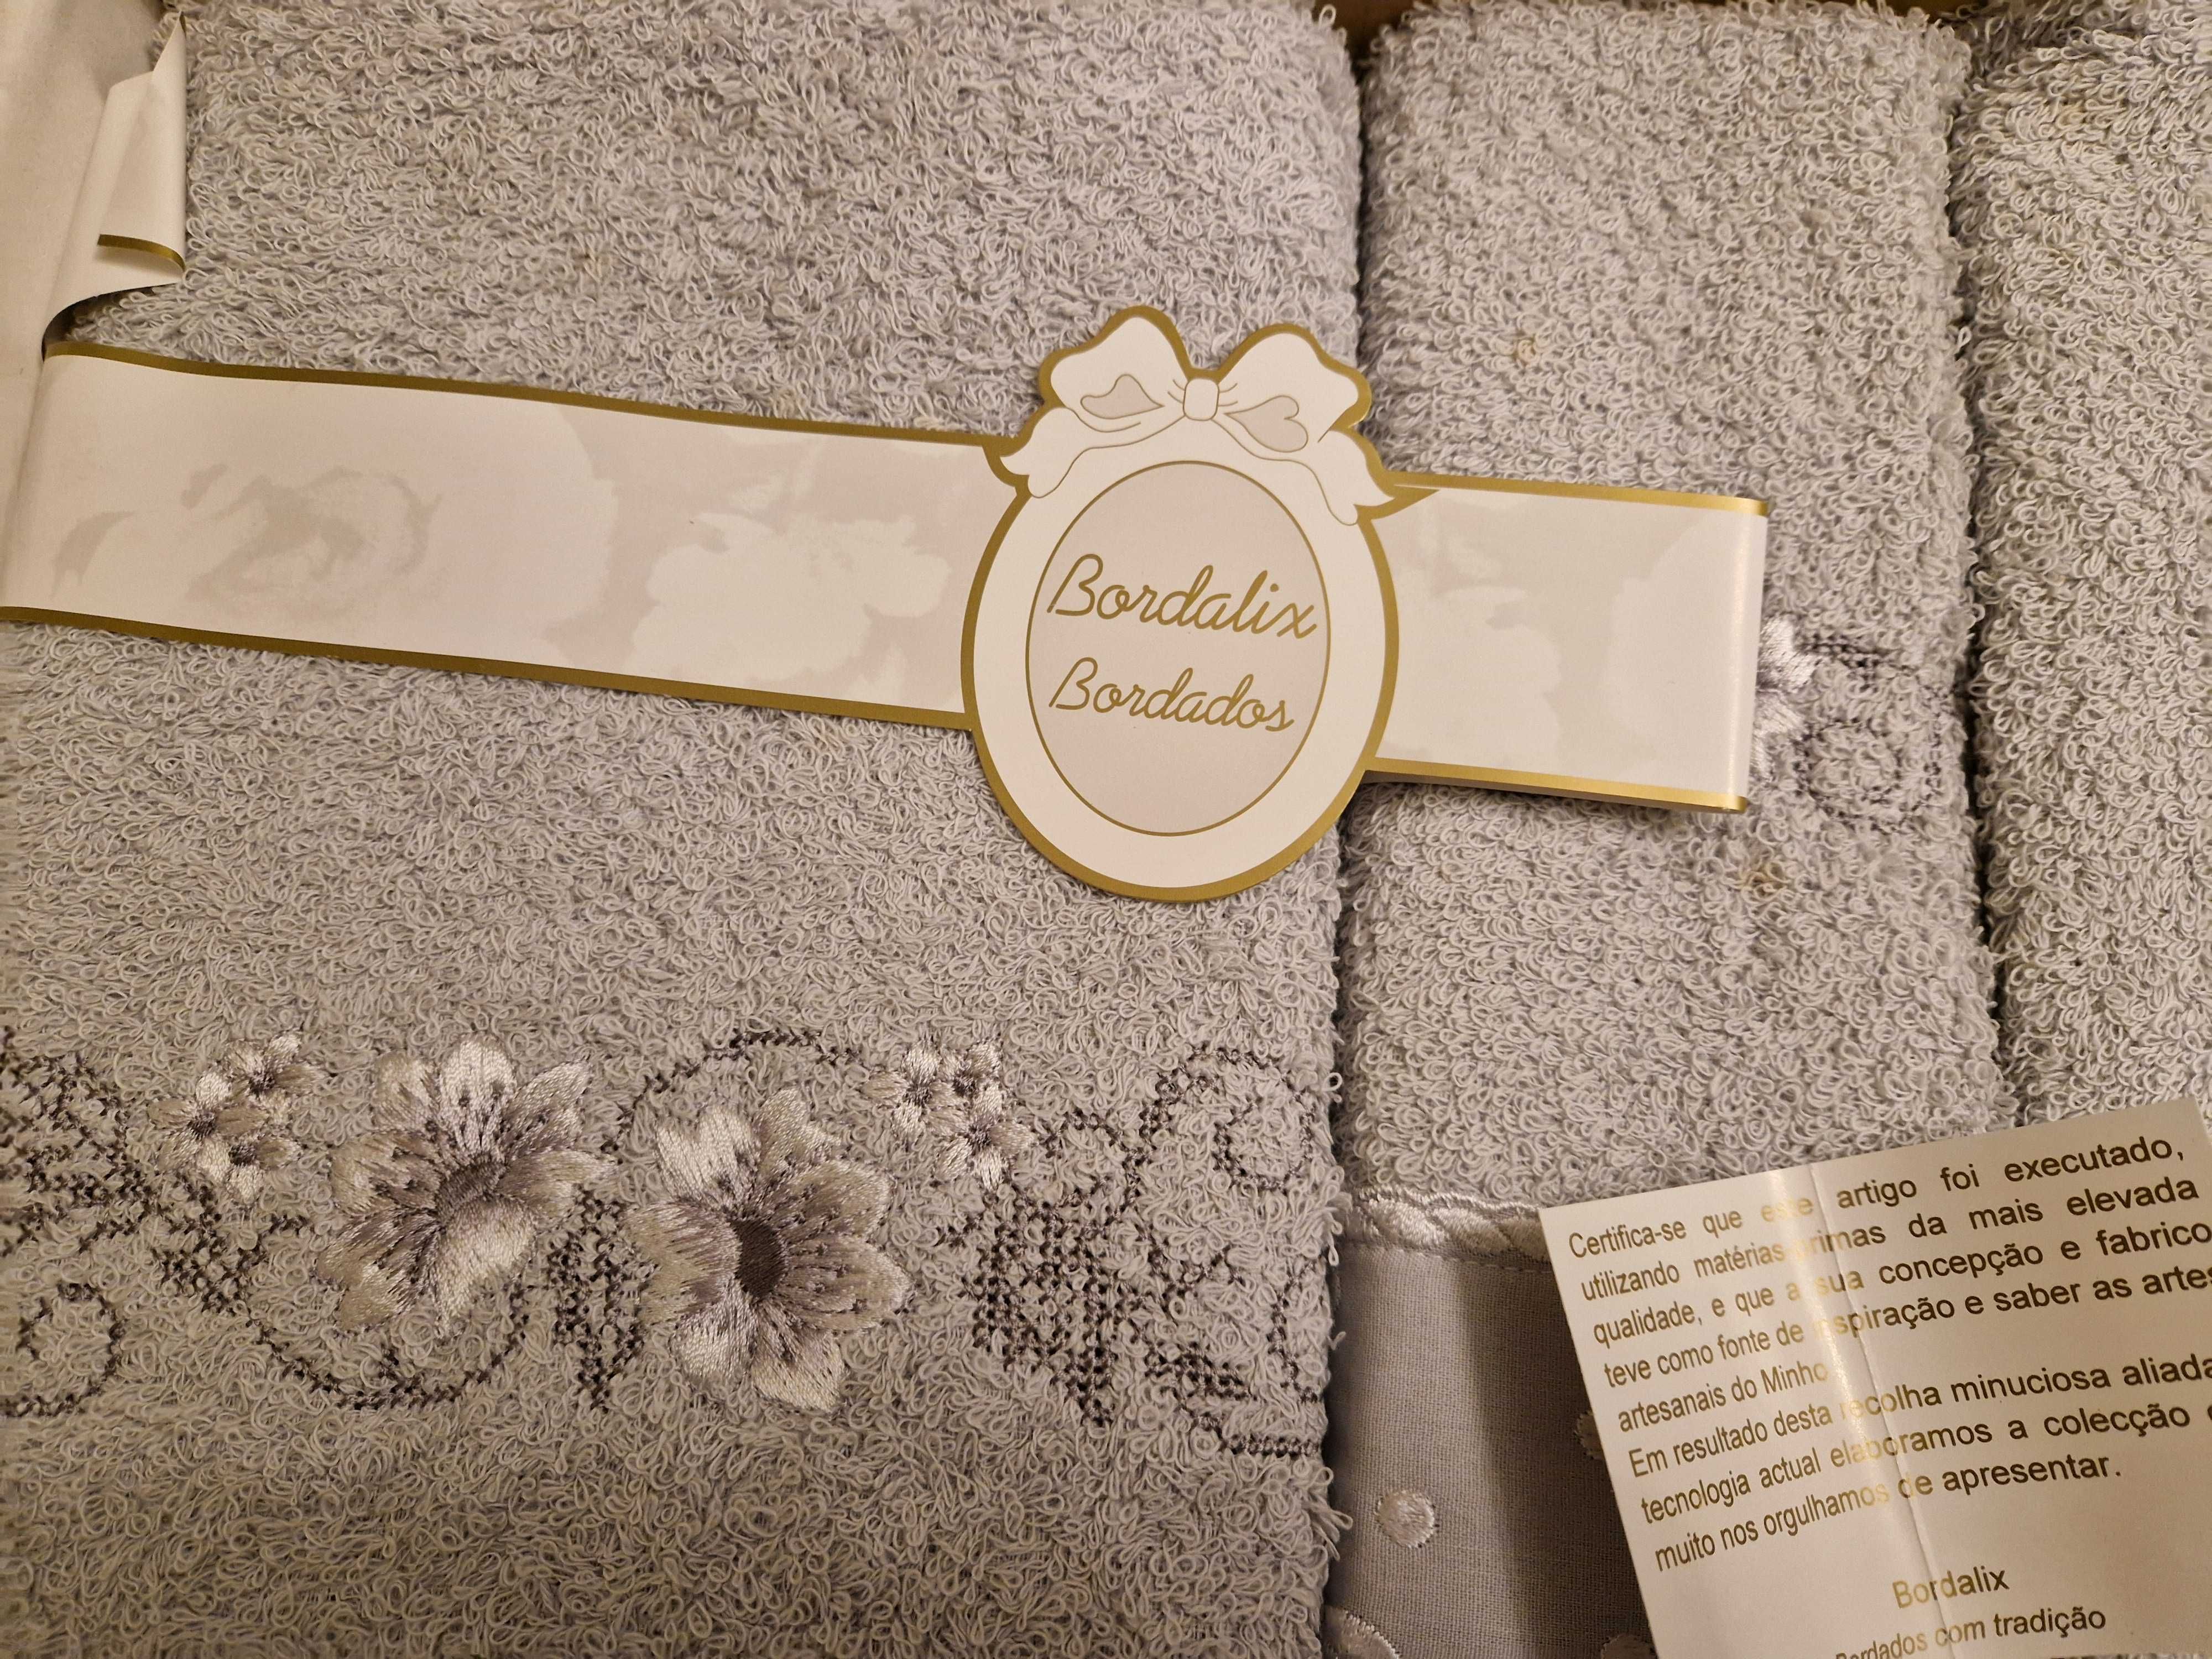 Bordalix
Bordados
Certifica-se que este artigo foi executado,
utilizando matérias primas da mais elevada
qualidade, e que a sua concepção e fabrico
teve como fonte de inspiração e saber as
artesanais do Minho
Em resultado desta recolha minuciosa
tecnologia actual elaboramos a colecção
muito nos orgulhamos de apresentar.
Bordalix
Bordados com tradição